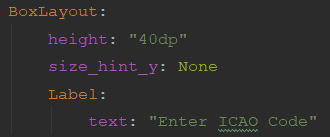 BoxLayout:
    height: "40dp"
    size_hint_y: None
    Label:
        text: "Enter ICAO Code"